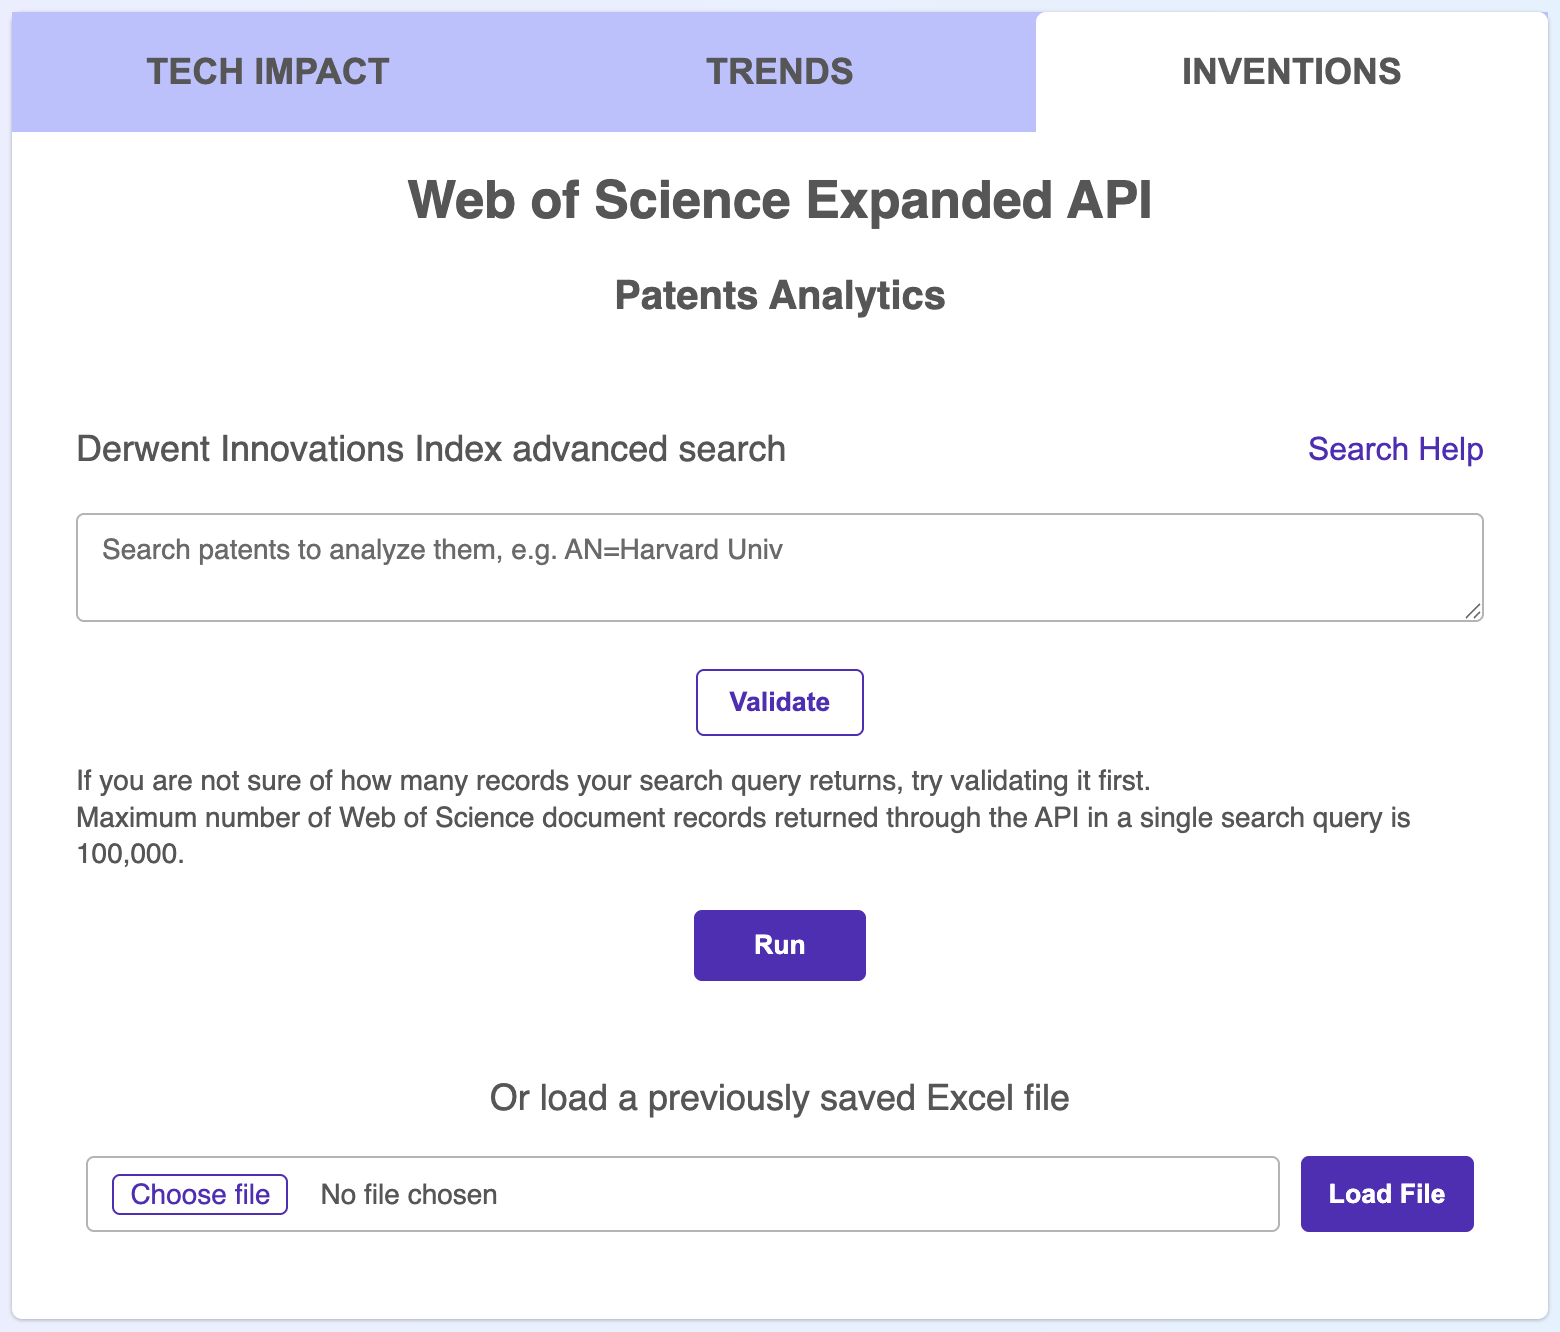 TECH IMPACT
TRENDS
INVENTIONS
Web of Science Expanded API
Patents Analytics
Derwent Innovations Index advanced search
Search Help
Search patents to analyze them, e.g. AN=Harvard Univ
Validate
If you are not sure of how many records your search query returns, try validating it first.
Maximum number of Web of Science document records returned through the API in a single search query is
100,000.
Run
Or load a previously saved Excel file
Choose file
No file chosen
Load File